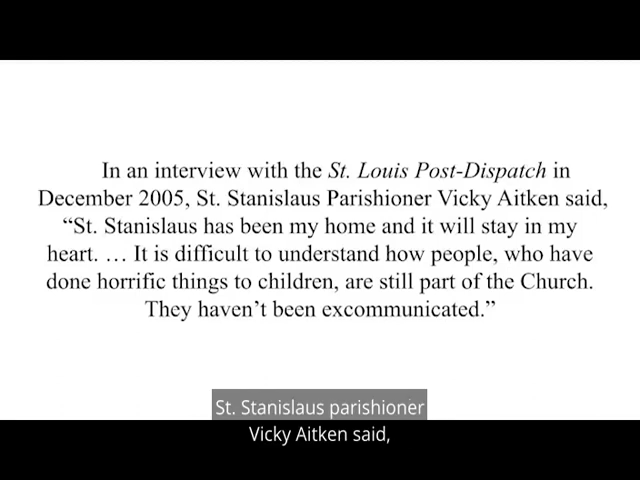 In an interview with the St. Louis Post-Dispatch in
December 2005, St. Stanislaus Parishioner Vicky Aitken said,
“St. Stanislaus has been my home and it will stay in my
heart. … It is difficult to understand how people, who have
done horrific things to children, are still part of the Church.
They haven’t been excommunicated.”
St. Stanislaus parishioner
Vicky Aitken said,